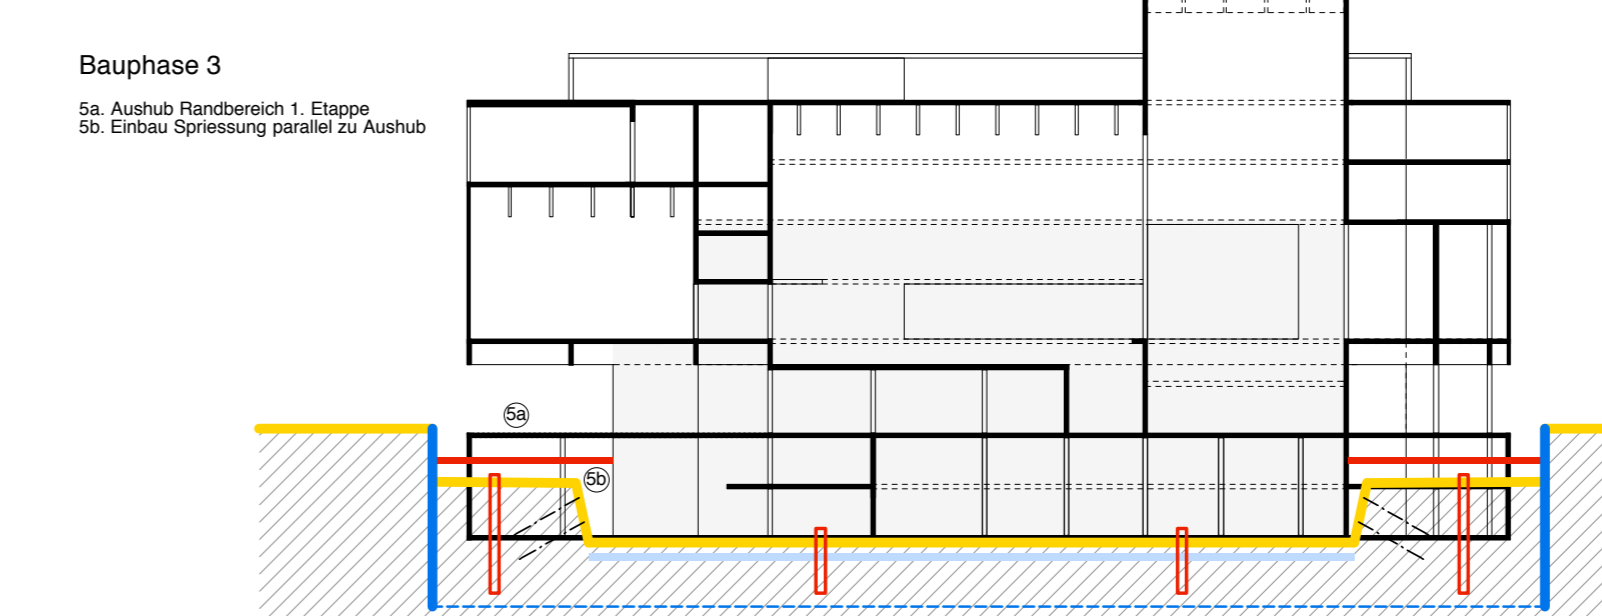 Bauphase 3
5a. Aushub Randbereich 1. Etappe
5b. Einbau Spriessung parallel zu Aushub
5a
5b